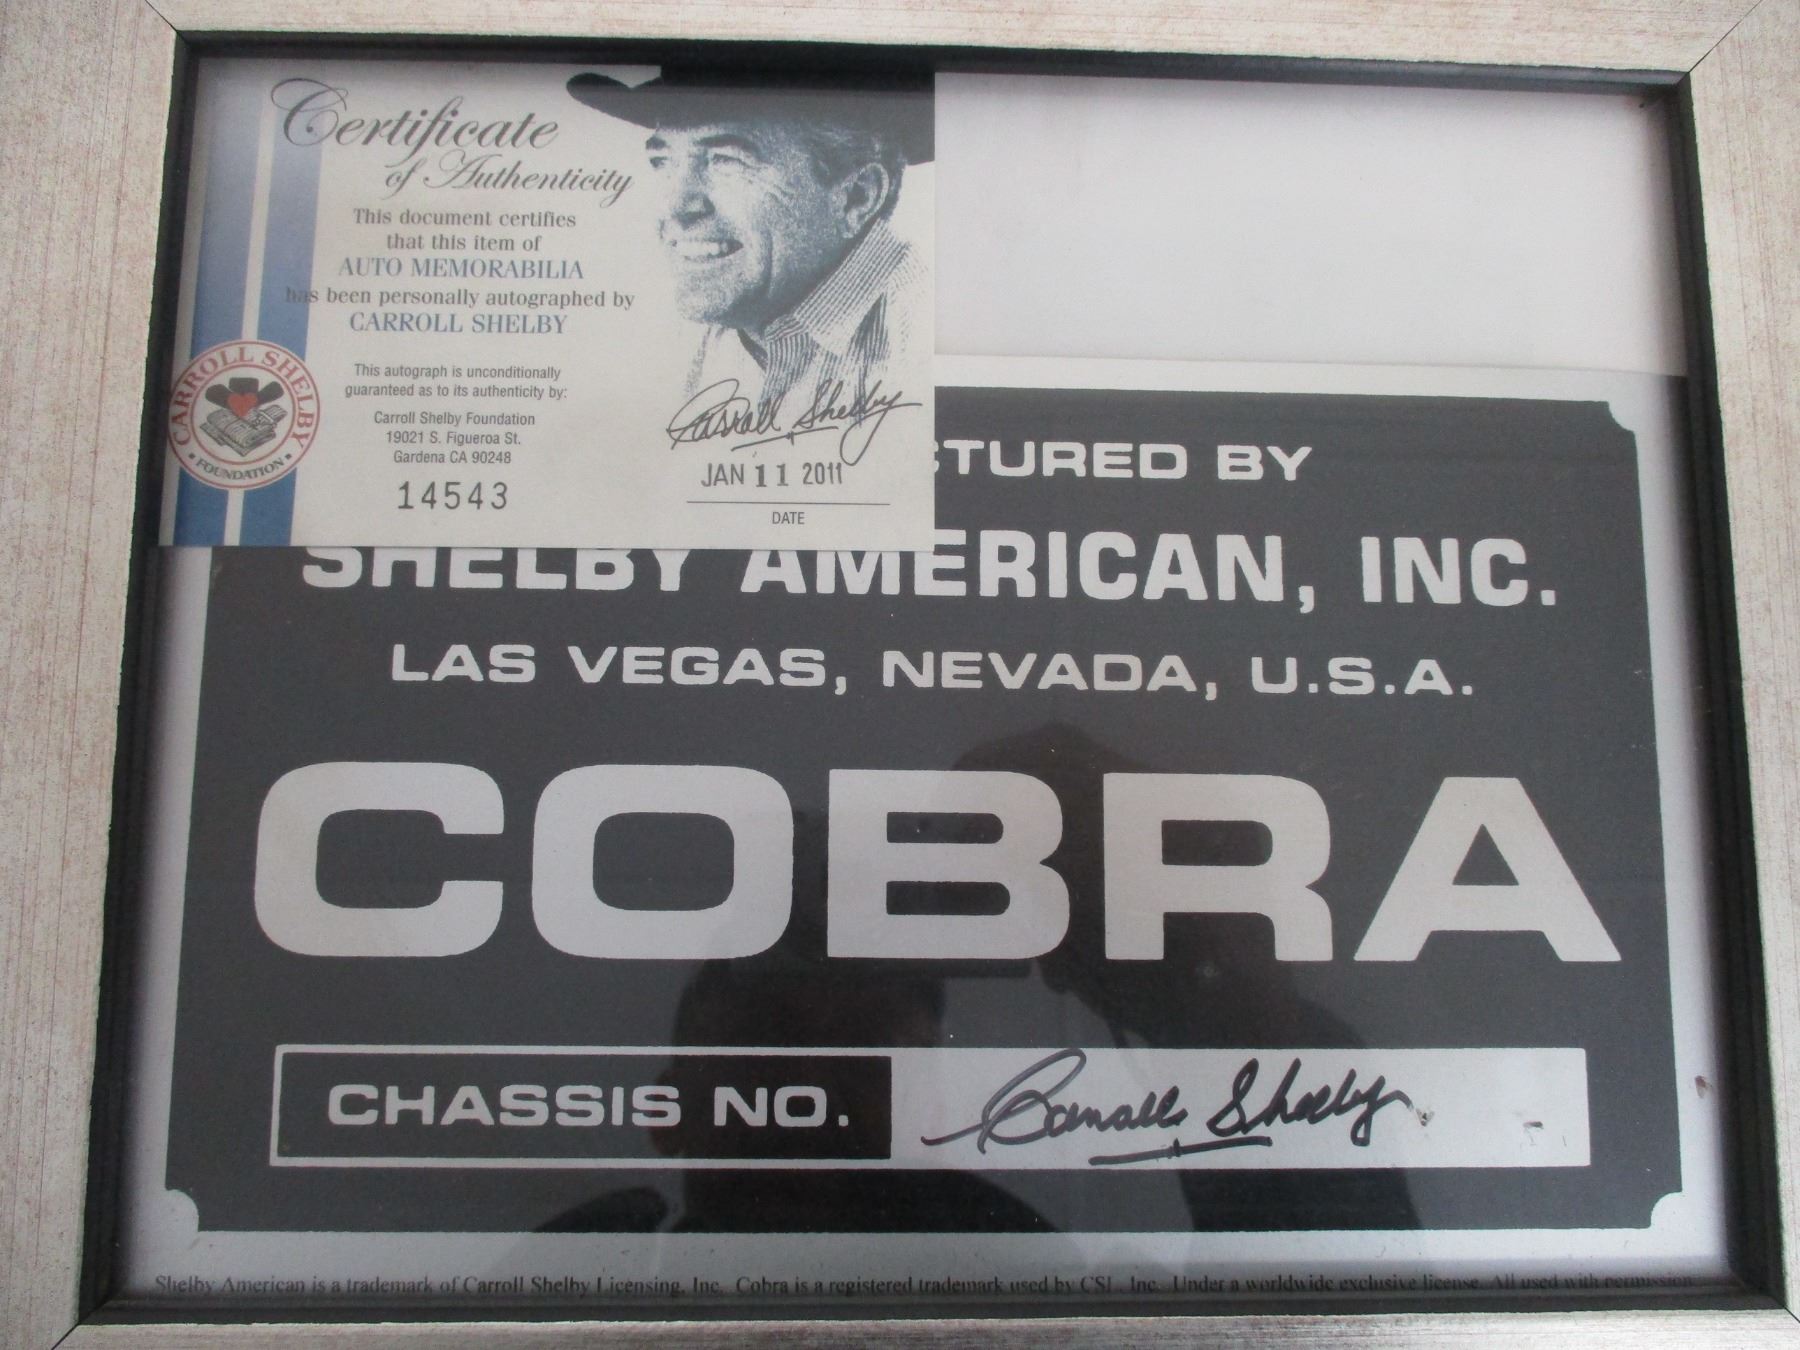 Certificate
of Authenticity
This document certifies
that this item of
AUTO MEMORABILIA
has been personally autographed by
CARROLL SHELBY
This autograph is unconditionally
guaranteed as to its authenticity by:
Carroll Shelby Foundation
19021 S. Figueroa St.
Gardena CA 90248
14543
CARROLL SHELBY
• FOUNDATION •
Carroll Shelby
JAN 11 2011
DATE
CTURED BY
SHELBY AMERICAN, INC.
LAS VEGAS, NEVADA, U.S.A.
COBRA
CHASSIS NO.
Carroll Shelby
Shelby American is a trademark of Carroll Shelby Licensing, Inc. Cobra is a registered trademark used by CSL, Inc. Under a worldwide exclusive license. All used with permission